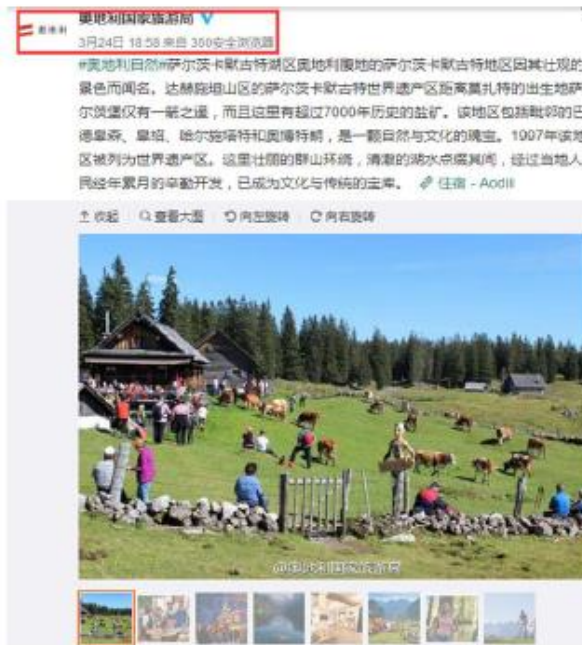 奥地利国家旅游局
奥地利
3月24日 18:58 来自 360安全浏览器
#奥地利自然#萨尔茨卡默古特湖区奥地利腹地的萨尔茨卡默古特地区因其壮观的
景色而闻名。达赫施坦山区的萨尔茨卡默古特世界遗产区距离莫扎特的出生地萨
尔茨堡仅有一箭之遥，而且这里有超过7000年历史的盐矿。该地区包括毗邻的巴
德皋森、皋埸、哈尔施塔特和奥博特朗，是一颗自然与文化的瑰宝。1997年该地
区被列为世界遗产区。这里壮丽的群山环绕，清澈的湖水点缀其间，经过当地人
民经年累月的辛勤开发，已成为文化与传统的宝库。 住宿 - Aodili
收起 查看大图 向左旋转 向右旋转
@奥地利国家旅游局